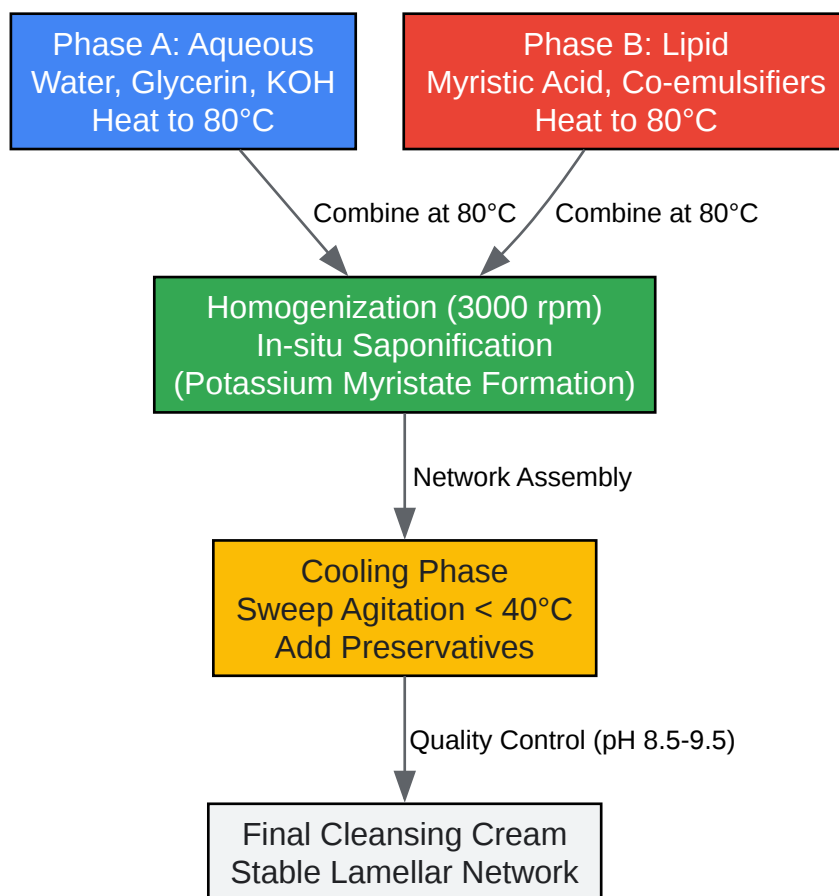 Phase A: Aqueous
Water, Glycerin, KOH
Heat to 80°C
Phase B: Lipid
Myristic Acid, Co-emulsifiers
Heat to 80°C
Combine at 80°C
Combine at 80°C
Homogenization (3000 rpm)
In-situ Saponification
(Potassium Myristate Formation)
Network Assembly
Cooling Phase
Sweep Agitation < 40°C
Add Preservatives
Quality Control (pH 8.5-9.5)
Final Cleansing Cream
Stable Lamellar Network